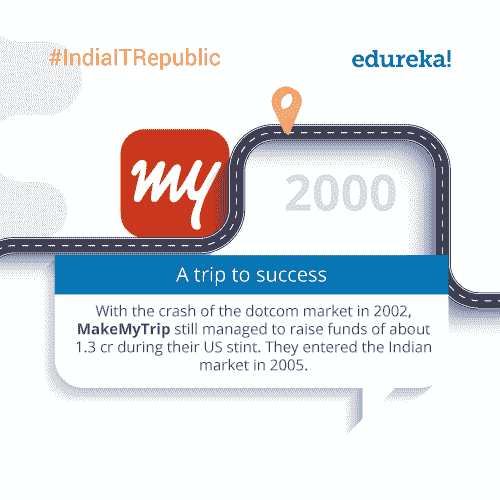 #IndiaITRepublic
edureka!
my
2000
A trip to success
With the crash of the dotcom market in 2002,
MakeMyTrip still managed to raise funds of about
1.3 cr during their US stint. They entered the Indian
market in 2005.